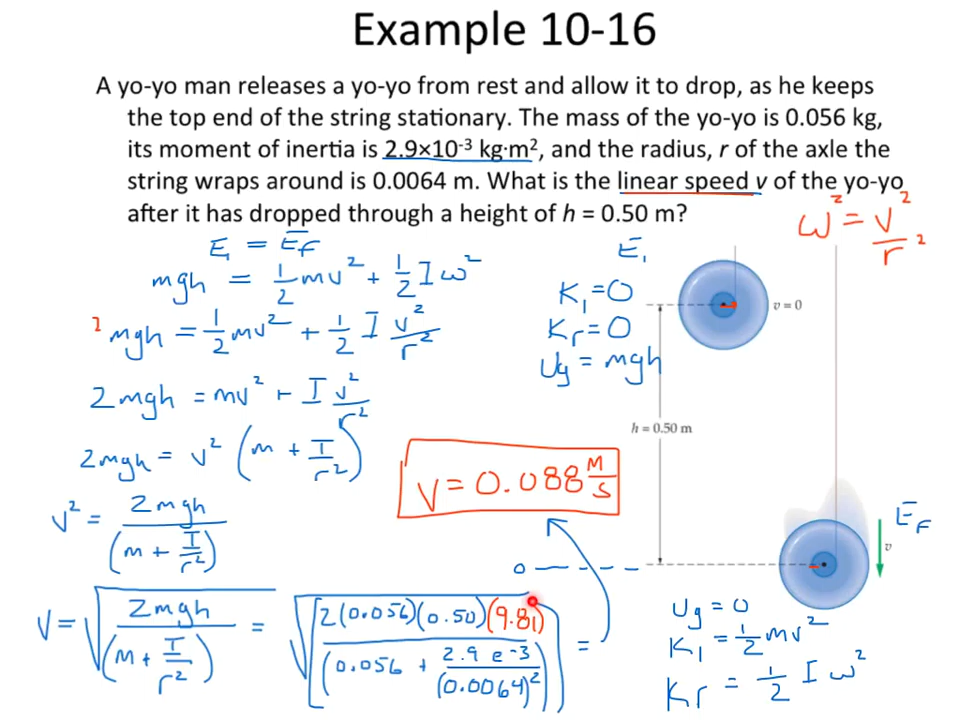 Example 10-16
A yo-yo man releases a yo-yo from rest and allow it to drop, as he keeps
the top end of the string stationary. The mass of the yo-yo is 0.056 kg,
its moment of inertia is 2.9×10⁻³ kg·m², and the radius, r of the axle the
string wraps around is 0.0064 m. What is the linear speed v of the yo-yo
after it has dropped through a height of h = 0.50 m?
ω² = v²/r²
E₁ = E_F
mgh = 1/2 mv² + 1/2 I ω²
2 mgh = 1/2 mv² + 1/2 I v²/r²
2mgh = mv² + I v²/r²
2mgh = v² (m + I/r²)
v² = 2mgh/(m + I/r²)
V = √(2mgh/(m + I/r²)) = √(2(0.056)(0.50)(9.81)/(0.056 + 2.9 e-3/(0.0064)²)) =
V = 0.088 M/S
E₁
K₁ = 0
Kr = 0
Ug = mgh
v = 0
h = 0.50 m
0
E_F
v
Ug = 0
K₁ = 1/2 mv²
Kr = 1/2 I ω²